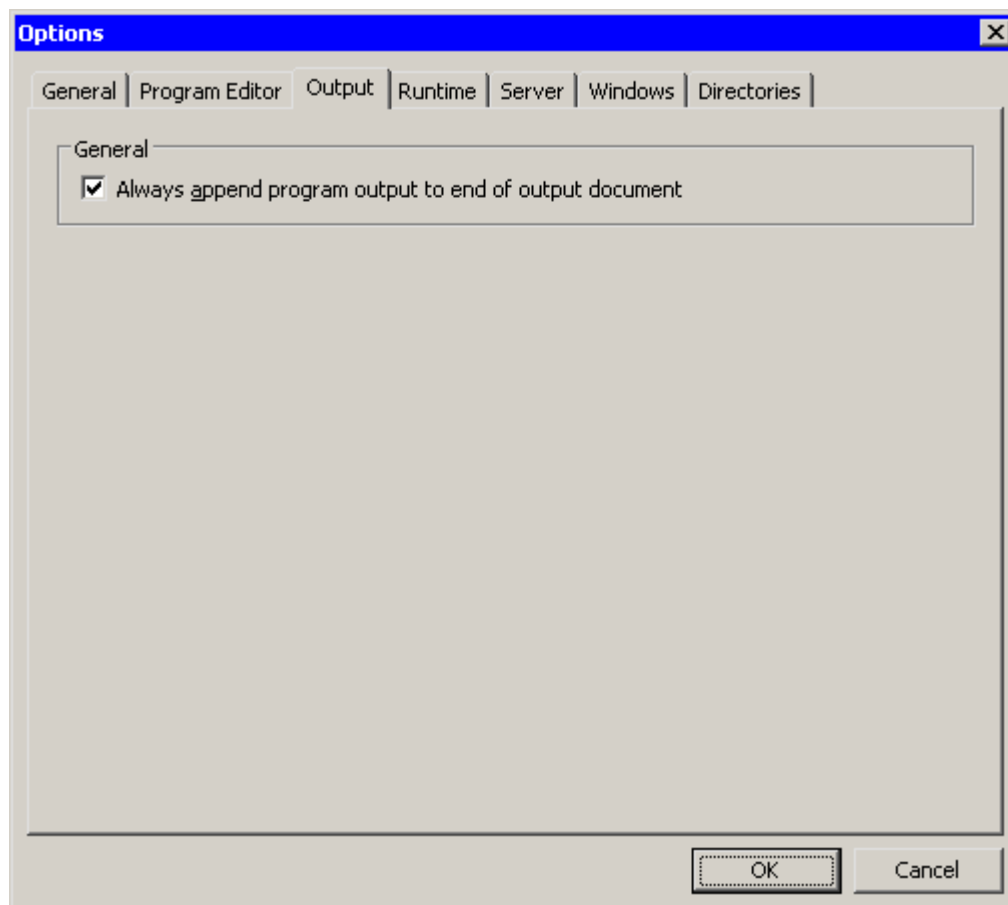 Options
General Program Editor Output Runtime Server Windows Directories
General
Always append program output to end of output document
OK Cancel